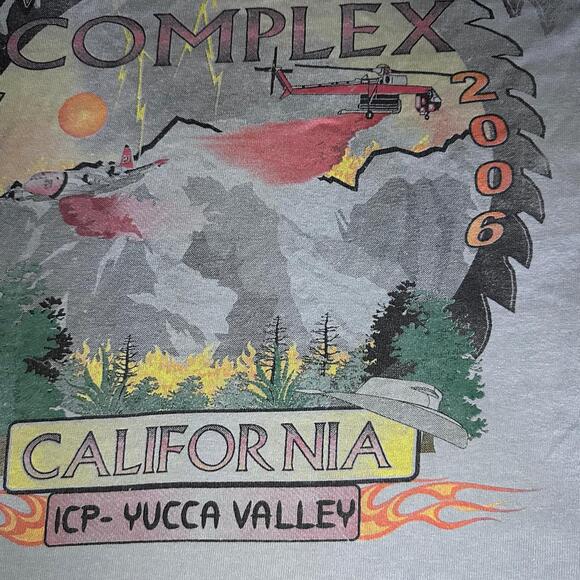 COMPLEX
2006
CALIFORNIA
ICP- YUCCA VALLEY